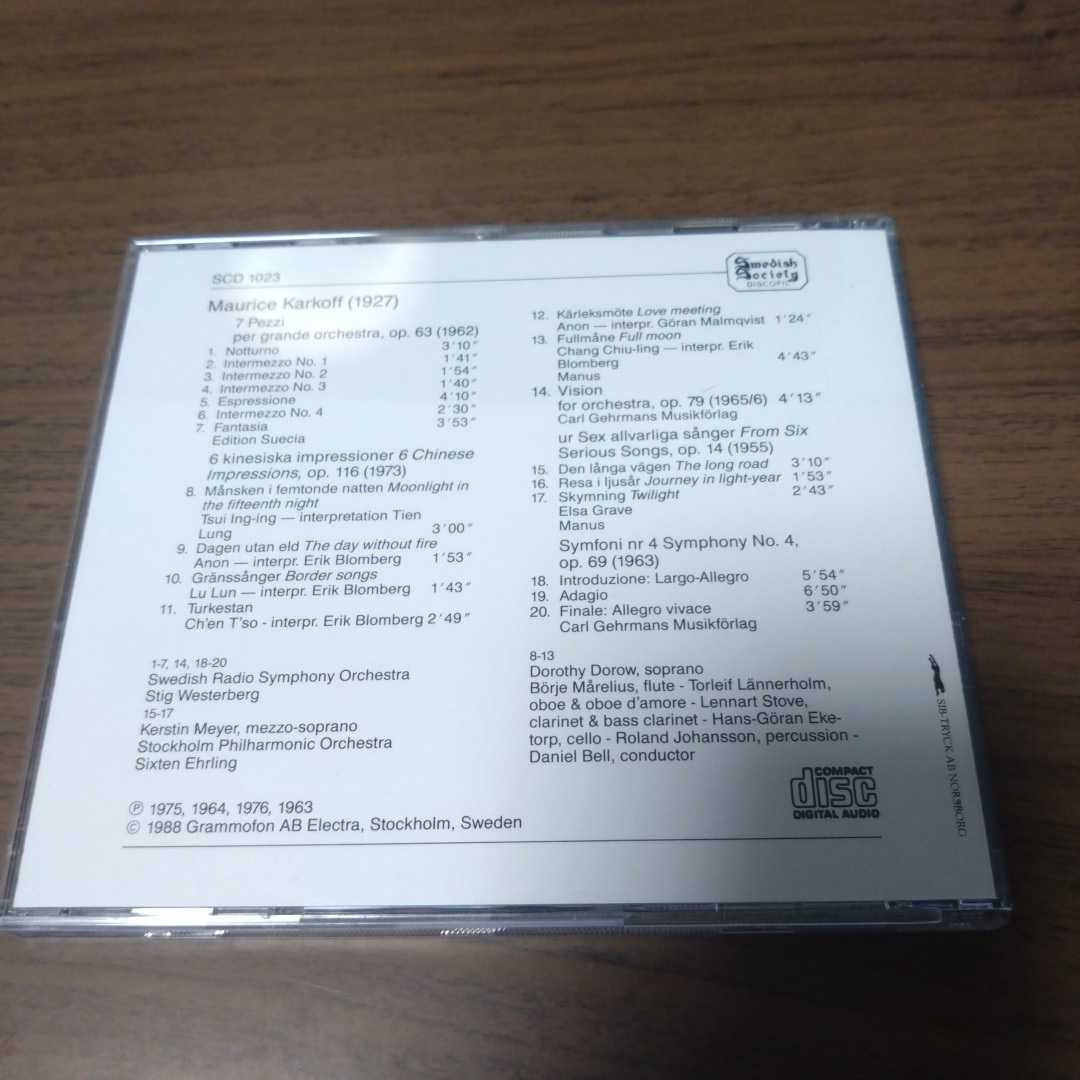 SCD 1023
Swedish
Society
DISCOFIL
Maurice Karkoff (1927)
7 Pezzi
per grande orchestra, op. 63 (1962)
1. Notturno 3'10"
2. Intermezzo No. 1 1'41"
3. Intermezzo No. 2 1'54"
4. Intermezzo No. 3 1'40"
5. Espressione 4'10"
6. Intermezzo No. 4 2'30"
7. Fantasia 3'53"
Edition Suecia
6 kinesiska impressioner 6 Chinese
Impressions, op. 116 (1973)
8. Månsken i femtonde natten Moonlight in
the fifteenth night
Tsui Ing-ing — interpretation Tien
Lung 3'00"
9. Dagen utan eld The day without fire
Anon — interpr. Erik Blomberg 1'53"
10. Gränssånger Border songs
Lu Lun — interpr. Erik Blomberg 1'43"
11. Turkestan
Ch'en T'so - interpr. Erik Blomberg 2'49"
12. Kärleksmöte Love meeting
Anon — interpr. Göran Malmqvist 1'24"
13. Fullmåne Full moon
Chang Chiu-ling — interpr. Erik
Blomberg 4'43"
Manus
14. Vision
for orchestra, op. 79 (1965/6) 4'13"
Carl Gehrmans Musikförlag
ur Sex allvarliga sånger From Six
Serious Songs, op. 14 (1955)
15. Den långa vägen The long road 3'10"
16. Resa i ljusår Journey in light-year 1'53"
17. Skymning Twilight 2'43"
Elsa Grave
Manus
Symfoni nr 4 Symphony No. 4,
op. 69 (1963)
18. Introduzione: Largo-Allegro 5'54"
19. Adagio 6'50"
20. Finale: Allegro vivace 3'59"
Carl Gehrmans Musikförlag
1-7, 14, 18-20
Swedish Radio Symphony Orchestra
Stig Westerberg
15-17
Kerstin Meyer, mezzo-soprano
Stockholm Philharmonic Orchestra
Sixten Ehrling
8-13
Dorothy Dorow, soprano
Börje Mårelius, flute - Torleif Lännerholm,
oboe & oboe d'amore - Lennart Stove,
clarinet & bass clarinet - Hans-Göran Eke-
torp, cello - Roland Johansson, percussion -
Daniel Bell, conductor
℗ 1975, 1964, 1976, 1963
© 1988 Grammofon AB Electra, Stockholm, Sweden
COMPACT
disc
DIGITAL AUDIO
SIB-TRYCK AB NORSBORG